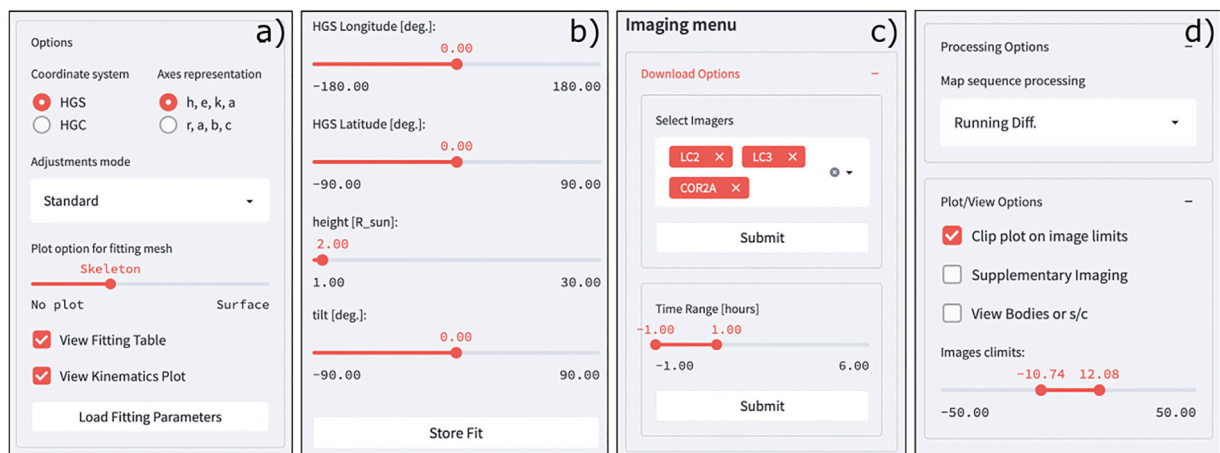 a)
Options
Coordinate system Axes representation
HGS h, e, k, a
HGC r, a, b, c
Adjustments mode
Standard
Plot option for fitting mesh
Skeleton
No plot Surface
View Fitting Table
View Kinematics Plot
Load Fitting Parameters
b)
HGS Longitude [deg.]:
0.00
-180.00 180.00
HGS Latitude [deg.]:
0.00
-90.00 90.00
height [R_sun]:
2.00
1.00 30.00
tilt [deg.]:
0.00
-90.00 90.00
Store Fit
Imaging menu
c)
Download Options −
Select Imagers
LC2 × LC3 ×
COR2A ×
Submit
Time Range [hours]
-1.00 1.00
-1.00 6.00
Submit
d)
Processing Options −
Map sequence processing
Running Diff.
Plot/View Options −
Clip plot on image limits
Supplementary Imaging
View Bodies or s/c
Images climits:
-10.74 12.08
-50.00 50.00